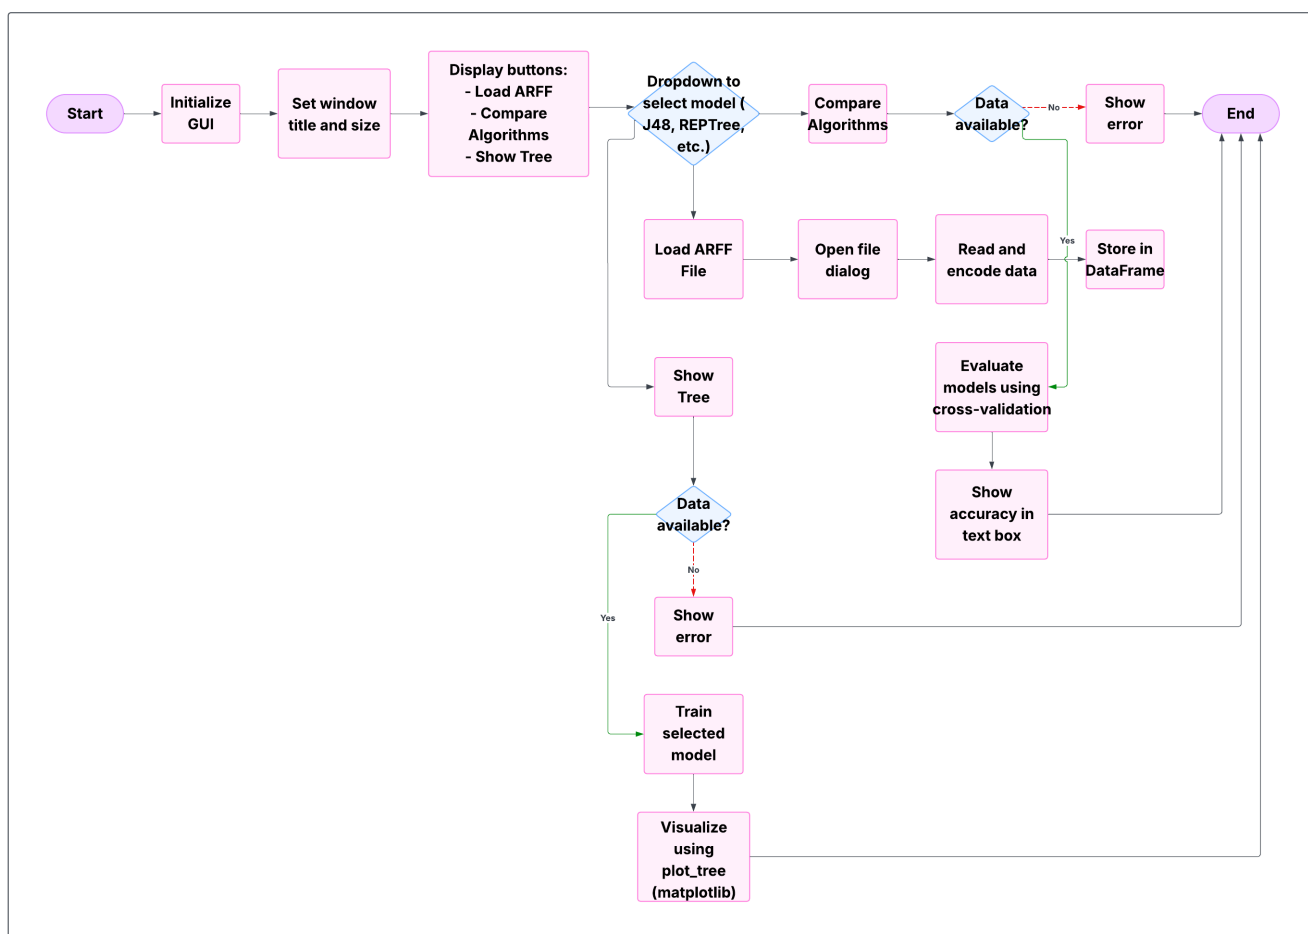 Start
Initialize
GUI
Set window
title and size
Display buttons:
- Load ARFF
- Compare
Algorithms
- Show Tree
Dropdown to
select model (
J48, REPTree,
etc.)
Compare
Algorithms
Data
available?
No
Show
error
End
Yes
Load ARFF
File
Open file
dialog
Read and
encode data
Store in
DataFrame
Show
Tree
Evaluate
models using
cross-validation
Show
accuracy in
text box
Data
available?
No
Yes
Show
error
Train
selected
model
Visualize
using
plot_tree
(matplotlib)